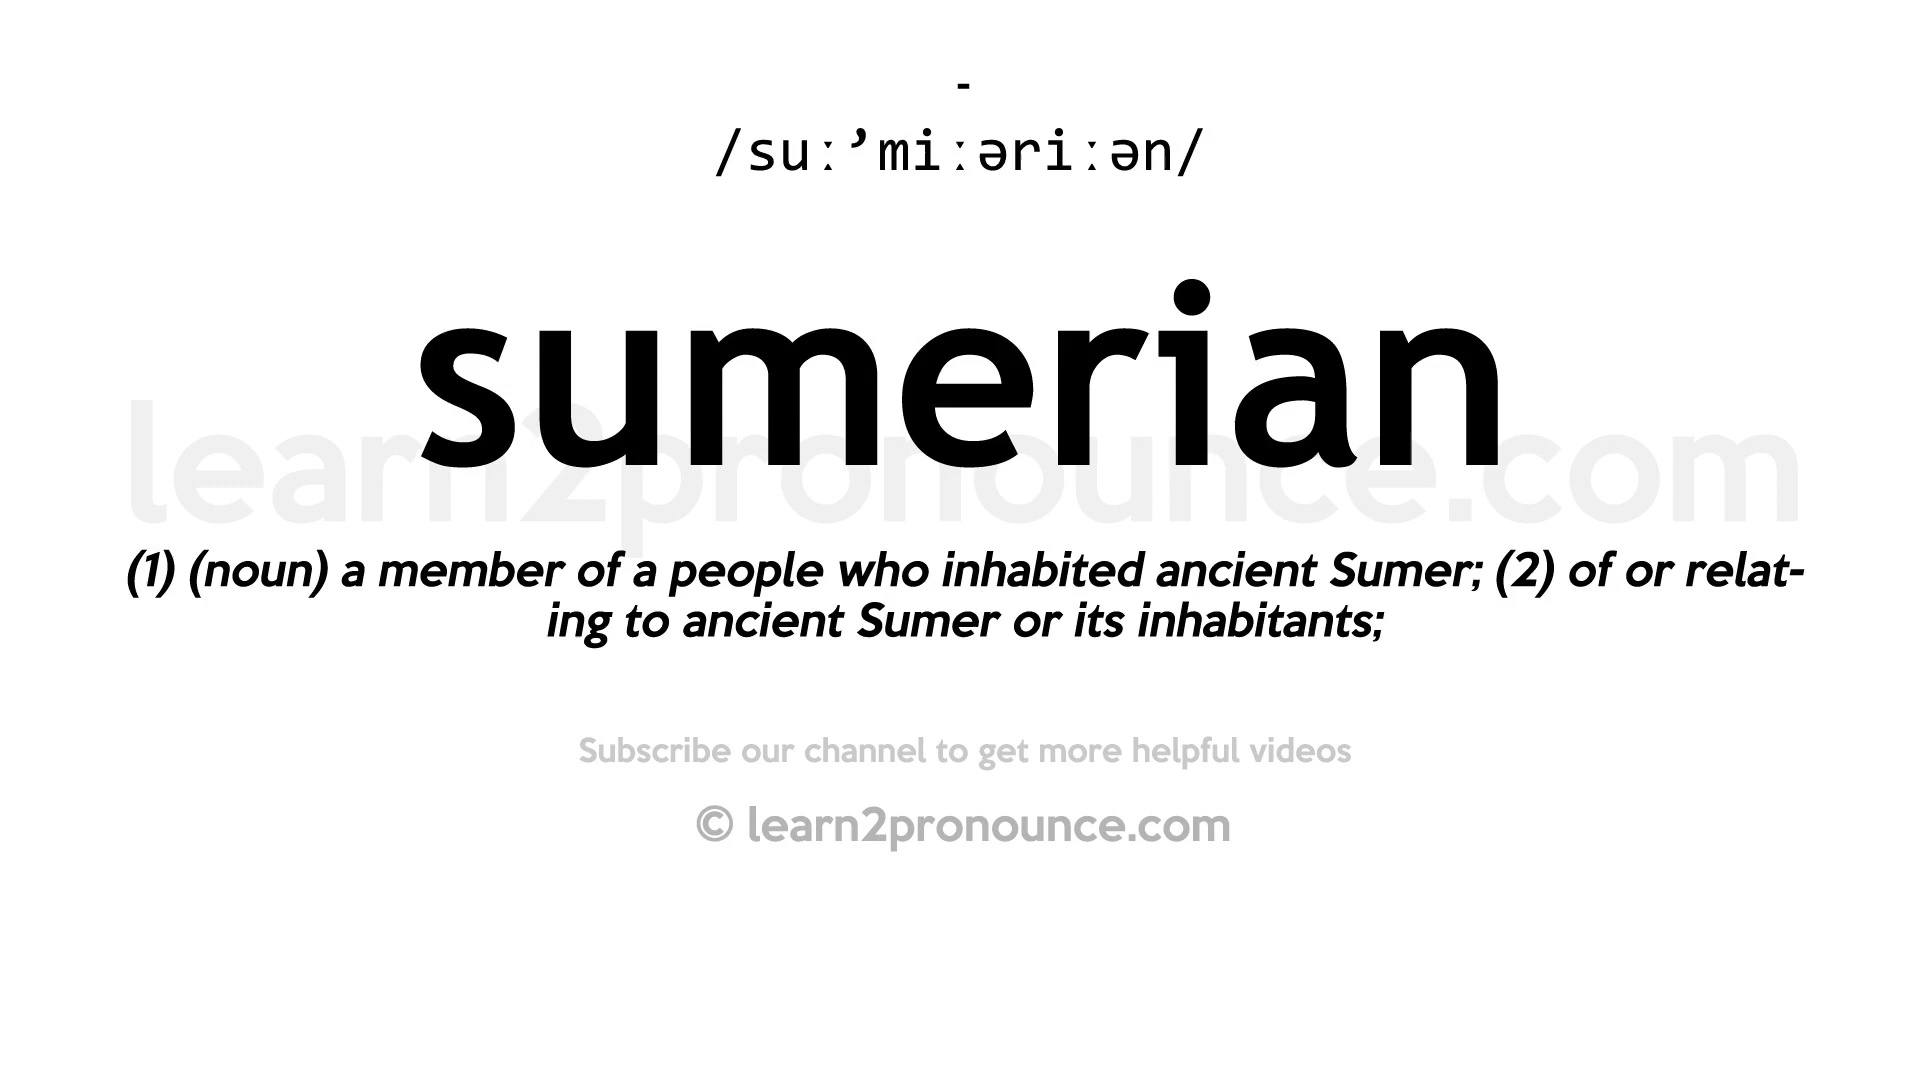 -
/suːʼmiːəriːən/
sumerian
learn2pronounce.com
(1) (noun) a member of a people who inhabited ancient Sumer; (2) of or relat-
ing to ancient Sumer or its inhabitants;
Subscribe our channel to get more helpful videos
© learn2pronounce.com